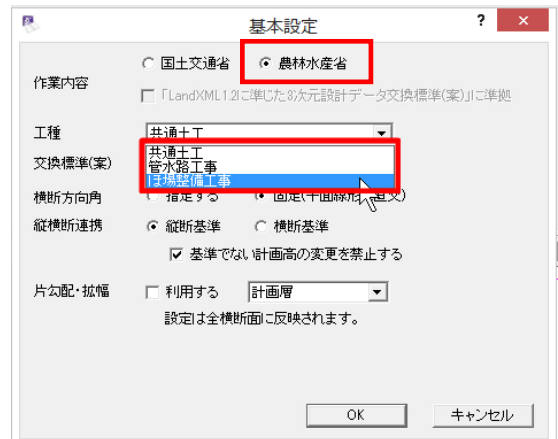 基本設定
? ×
作業内容
国土交通省 農林水産省
「LandXML1.2に準じた3次元設計データ交換標準(案)」に準拠
工種
共通土工
共通土工
交換標準(案)
管水路工事
ほ場整備工事
横断方向角
指定する 固定(平面線形
縦横断連携
縦断基準 横断基準
基準でない計画高の変更を禁止する
片勾配・拡幅
利用する 計画層
設定は全横断面に反映されます。
OK キャンセル